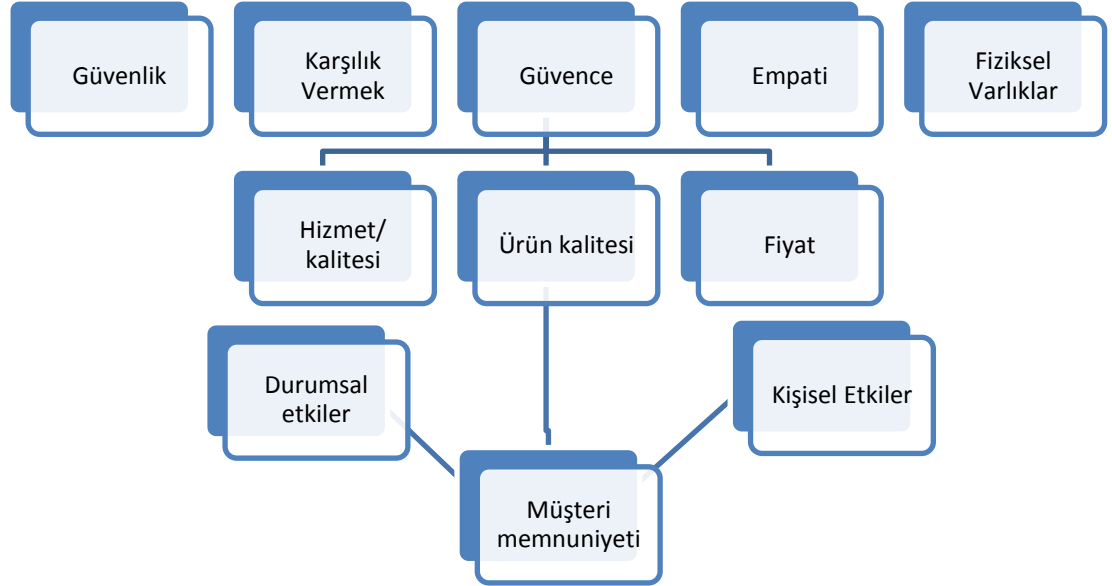 Güvenlik
Karşılık
Vermek
Güvence
Empati
Fiziksel
Varlıklar
Hizmet/
kalitesi
Ürün kalitesi
Fiyat
Durumsal
etkiler
Kişisel Etkiler
Müşteri
memnuniyeti